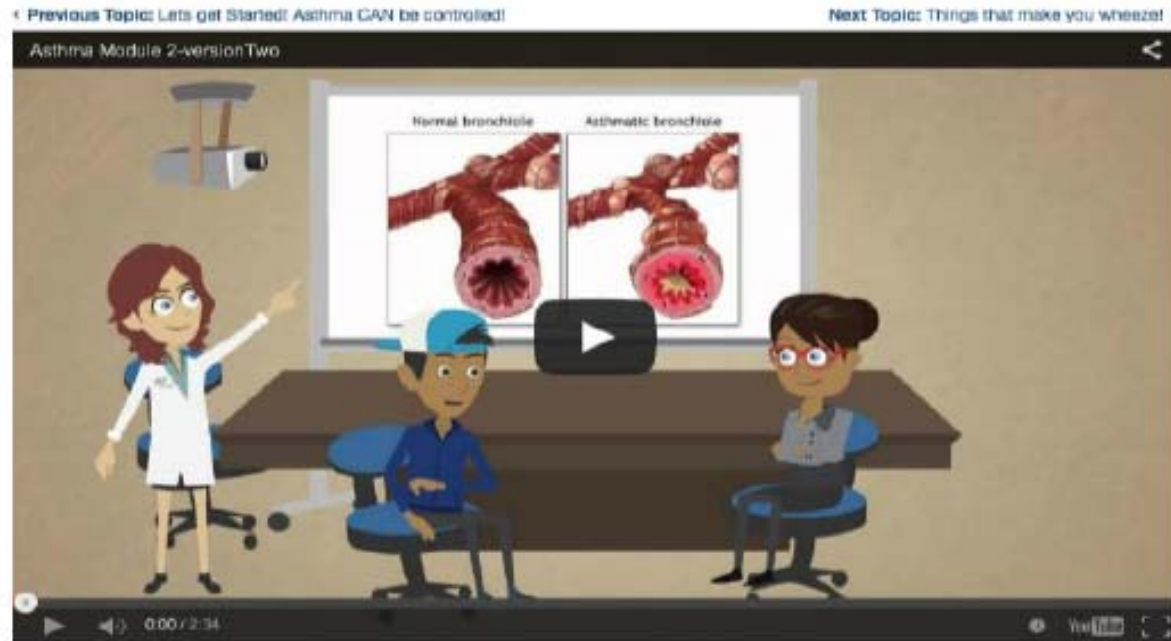 ‹ Previous Topic: Lets get Started! Asthma CAN be controlled!
Next Topic: Things that make you wheeze!
Asthma Module 2-versionTwo
Normal bronchiole
Asthmatic bronchiole
0:00 / 2:34
YouTube